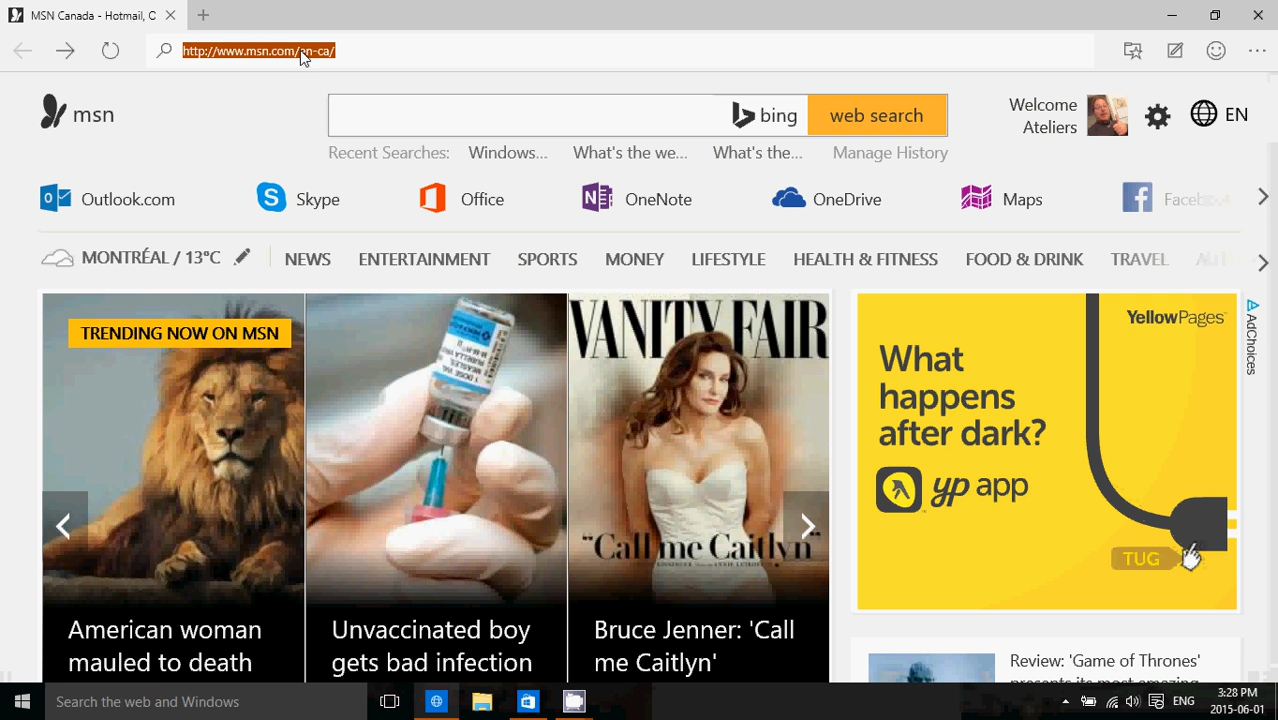 MSN Canada - Hotmail, O
http://www.msn.com/en-ca/
msn
bing
web search
Welcome
Ateliers
EN
Recent Searches: Windows... What's the we... What's the... Manage History
Outlook.com
Skype
Office
OneNote
OneDrive
Maps
MONTRÉAL / 13°C
NEWS
ENTERTAINMENT
SPORTS
MONEY
LIFESTYLE
HEALTH & FITNESS
FOOD & DRINK
TRAVEL
TRENDING NOW ON MSN
VANITY FAIR
"Call me Caitlyn"
American woman
mauled to death
Unvaccinated boy
gets bad infection
Bruce Jenner: 'Call
me Caitlyn'
YellowPages
What
happens
after dark?
yp app
TUG
AdChoices
Review: 'Game of Thrones'
presents its most amazing
Search the web and Windows
ENG
3:28 PM
2015-06-01